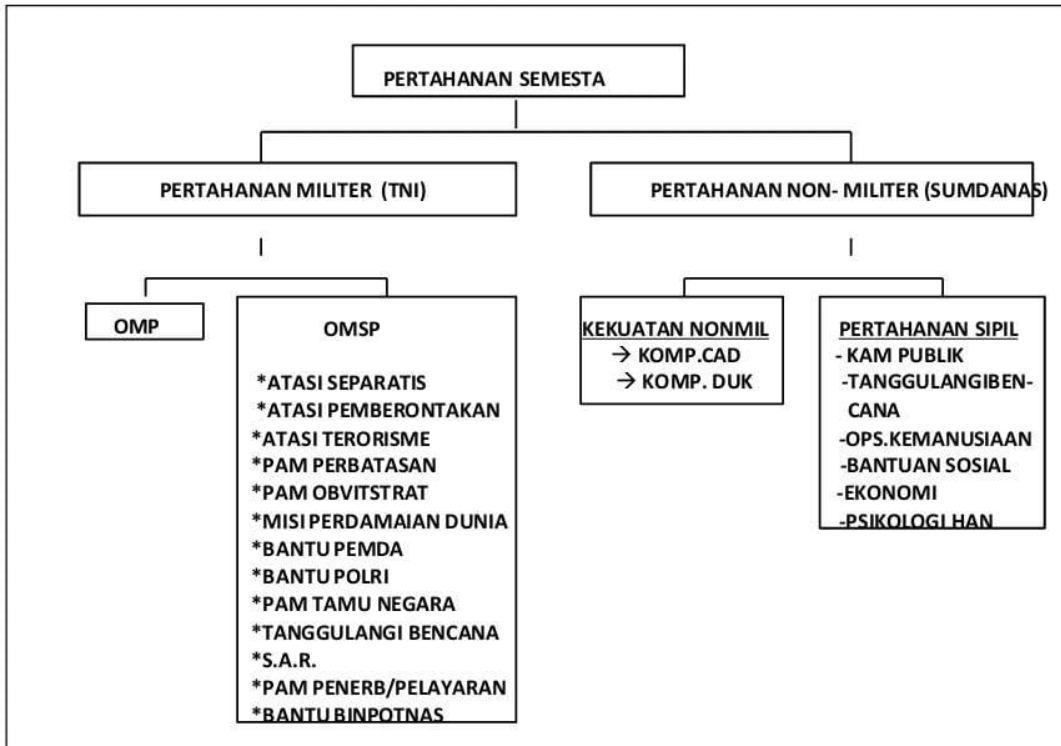 PERTAHANAN SEMESTA
PERTAHANAN MILITER (TNI)
PERTAHANAN NON- MILITER (SUMDANAS)
OMP
OMSP
*ATASI SEPARATIS
*ATASI PEMBERONTAKAN
*ATASI TERORISME
*PAM PERBATASAN
*PAM OBVITSTRAT
*MISI PERDAMAIAN DUNIA
*BANTU PEMDA
*BANTU POLRI
*PAM TAMU NEGARA
*TANGGULANGI BENCANA
*S.A.R.
*PAM PENERB/PELAYARAN
*BANTU BINPOTNAS
KEKUATAN NONMIL
→ KOMP.CAD
→ KOMP. DUK
PERTAHANAN SIPIL
- KAM PUBLIK
-TANGGULANGIBEN-
CANA
-OPS.KEMANUSIAAN
-BANTUAN SOSIAL
-EKONOMI
-PSIKOLOGI HAN